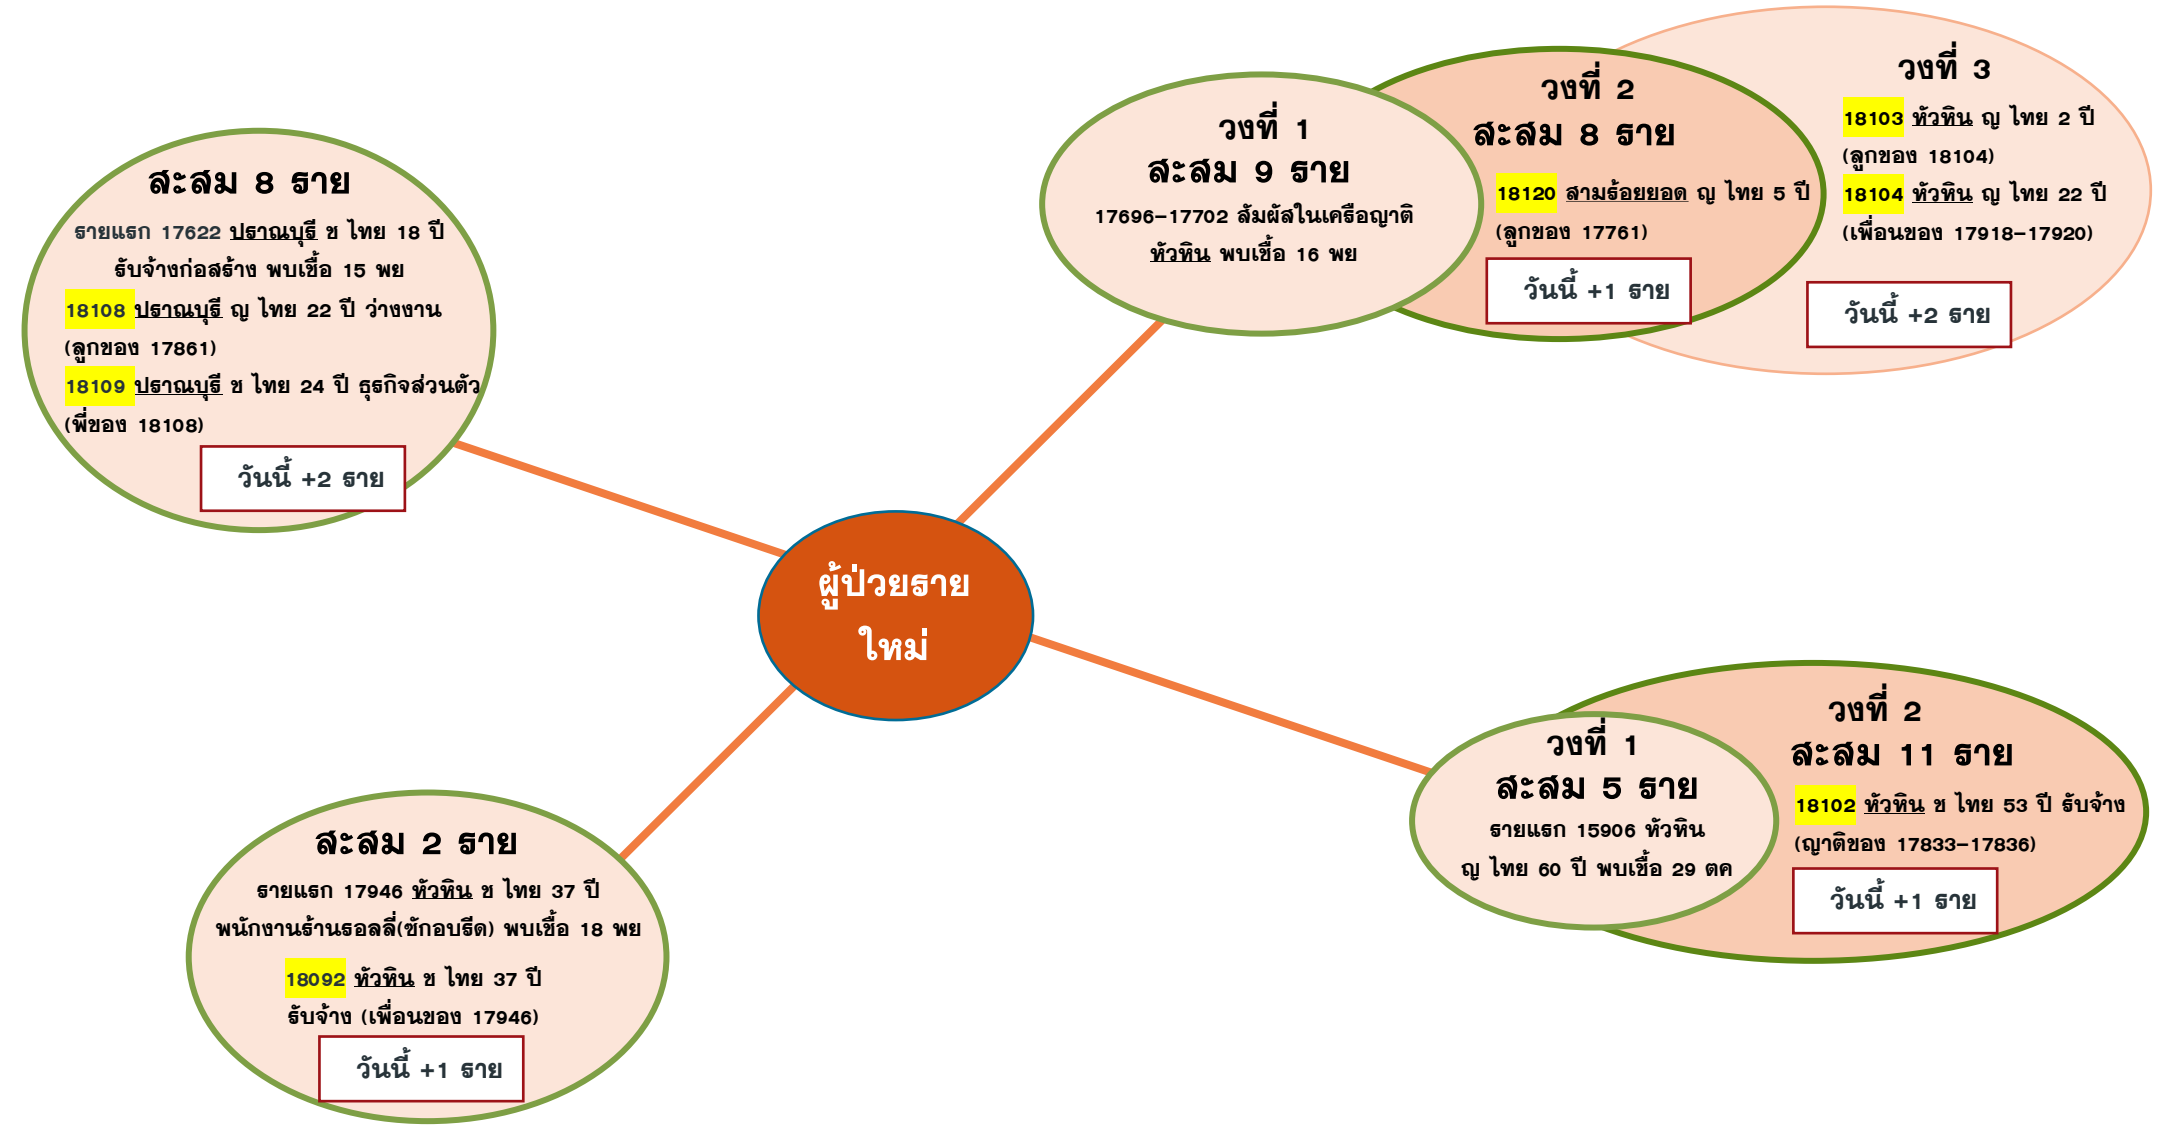 สะสม 8 ราย
รายแรก 17622 ปราณบุรี ช ไทย 18 ปี
รับจ้างก่อสร้าง พบเชื้อ 15 พย
18108 ปราณบุรี ญ ไทย 22 ปี ว่างงาน
(ลูกของ 17861)
18109 ปราณบุรี ช ไทย 24 ปี ธุรกิจส่วนตัว
(พี่ของ 18108)
วันนี้ +2 ราย
วงที่ 1
สะสม 9 ราย
17696-17702 สัมผัสในเครือญาติ
หัวหิน พบเชื้อ 16 พย
วงที่ 2
สะสม 8 ราย
18120 สามร้อยยอด ญ ไทย 5 ปี
(ลูกของ 17761)
วันนี้ +1 ราย
วงที่ 3
18103 หัวหิน ญ ไทย 2 ปี
(ลูกของ 18104)
18104 หัวหิน ญ ไทย 22 ปี
(เพื่อนของ 17918-17920)
วันนี้ +2 ราย
ผู้ป่วยราย
ใหม่
สะสม 2 ราย
รายแรก 17946 หัวหิน ช ไทย 37 ปี
พนักงานร้านรอลลี่(ซักอบรีด) พบเชื้อ 18 พย
18092 หัวหิน ช ไทย 37 ปี
รับจ้าง (เพื่อนของ 17946)
วันนี้ +1 ราย
วงที่ 1
สะสม 5 ราย
รายแรก 15906 หัวหิน
ญ ไทย 60 ปี พบเชื้อ 29 ตค
วงที่ 2
สะสม 11 ราย
18102 หัวหิน ช ไทย 53 ปี รับจ้าง
(ญาติของ 17833-17836)
วันนี้ +1 ราย